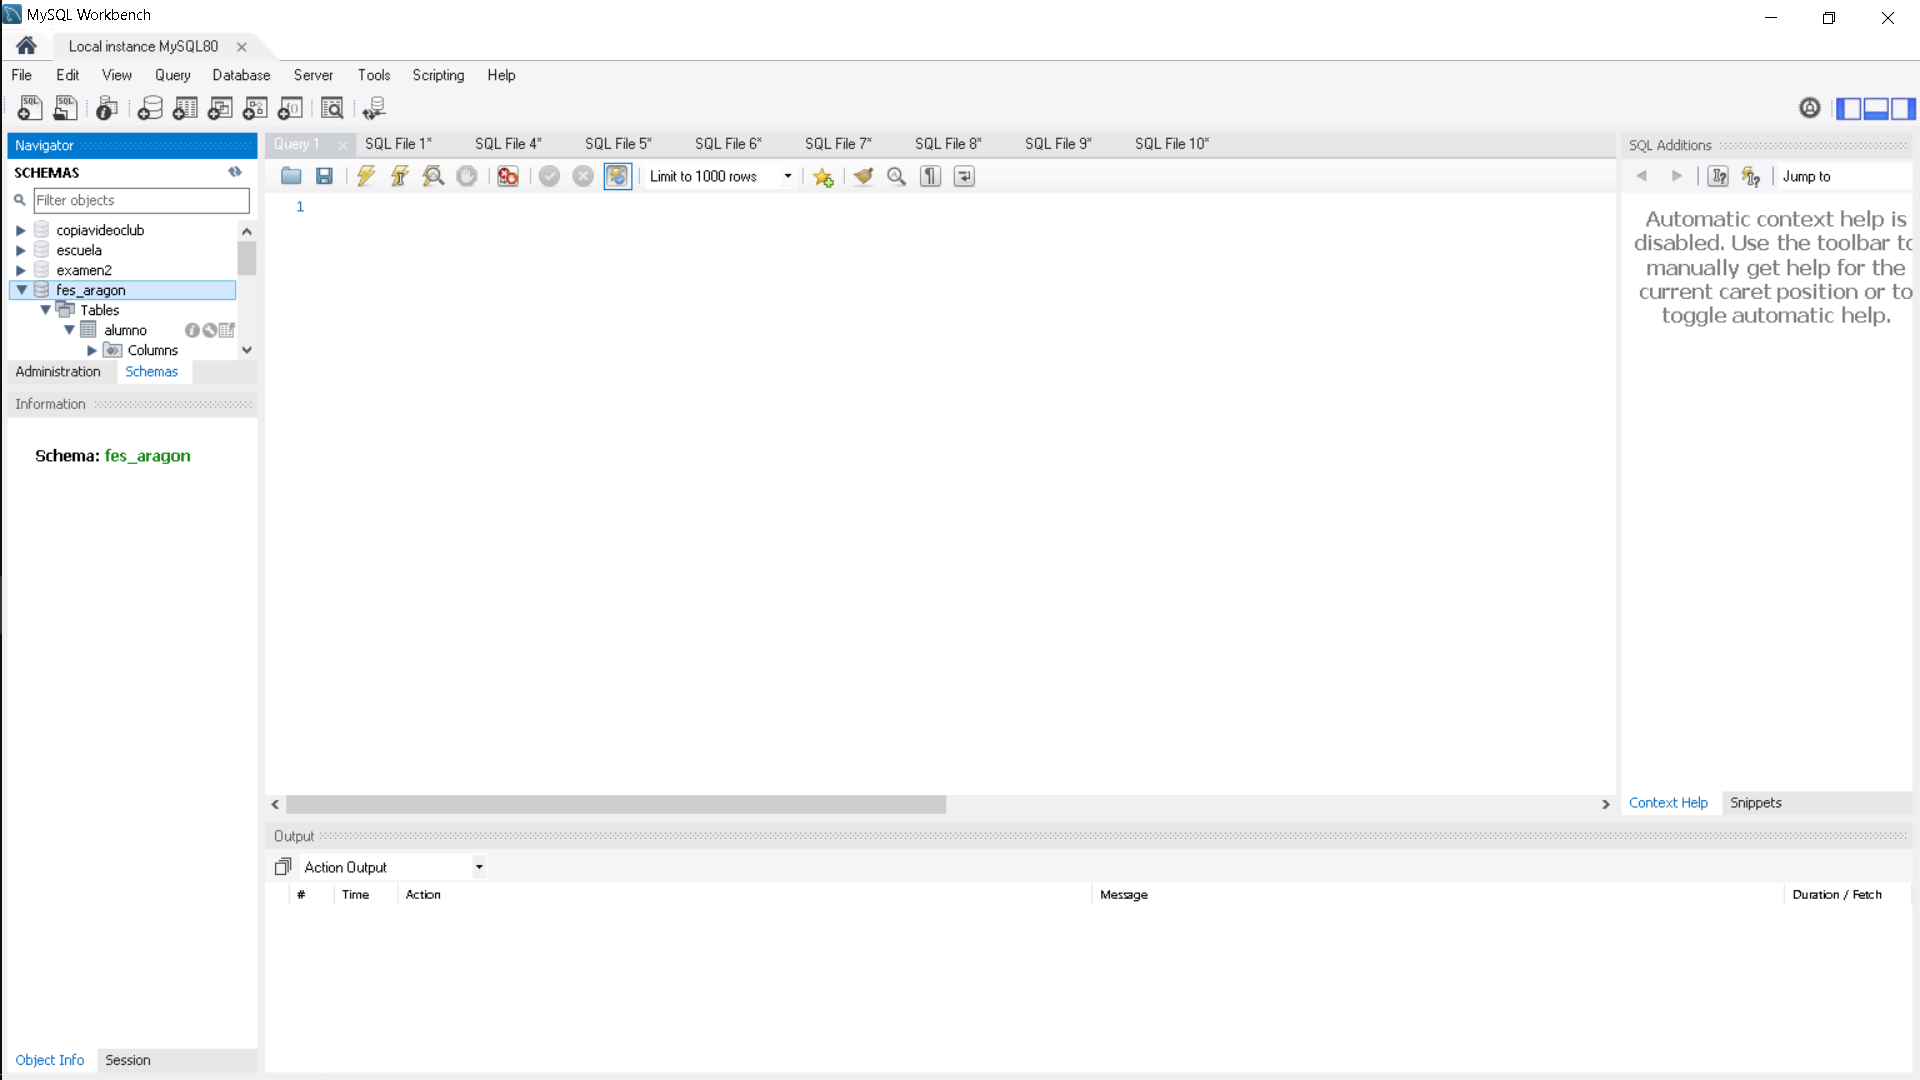 MySQL Workbench
Local instance MySQL80
File Edit View Query Database Server Tools Scripting Help
Navigator
SCHEMAS
Filter objects
copiavideoclub
escuela
examen2
fes_aragon
Tables
alumno
Columns
Administration Schemas
Information
Schema: fes_aragon
Object Info Session
Query 1 SQL File 1* SQL File 4* SQL File 5* SQL File 6* SQL File 7* SQL File 8* SQL File 9* SQL File 10*
Limit to 1000 rows
1
Output
Action Output
# Time Action Message Duration / Fetch
SQL Additions
Jump to
Automatic context help is
disabled. Use the toolbar to
manually get help for the
current caret position or to
toggle automatic help.
Context Help Snippets